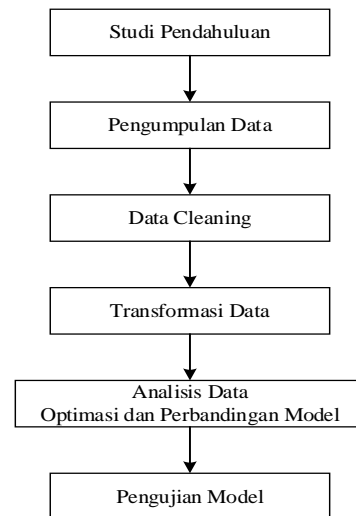 Studi Pendahuluan
Pengumpulan Data
Data Cleaning
Transformasi Data
Analisis Data
Optimasi dan Perbandingan Model
Pengujian Model